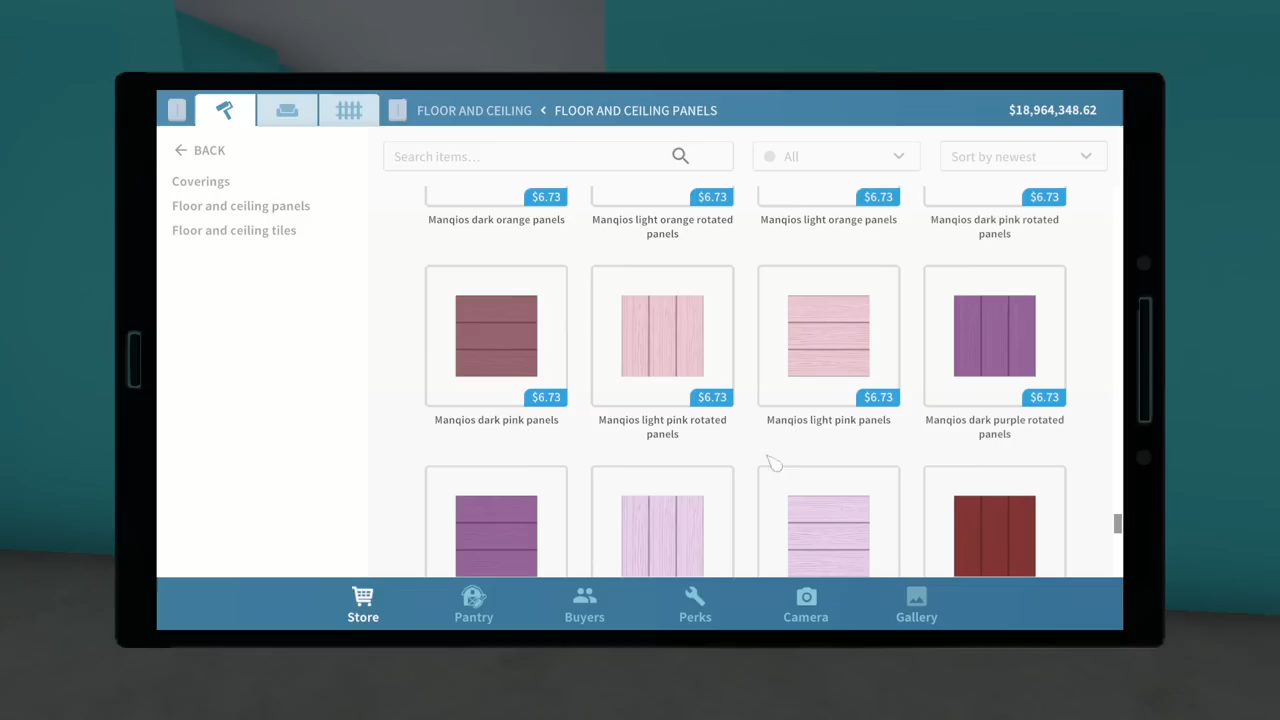 FLOOR AND CEILING < FLOOR AND CEILING PANELS
$18,964,348.62
BACK
Coverings
Floor and ceiling panels
Floor and ceiling tiles
Search items...
All
Sort by newest
$6.73
$6.73
$6.73
$6.73
Manqios dark orange panels
Manqios light orange rotated
panels
Manqios light orange panels
Manqios dark pink rotated
panels
$6.73
$6.73
$6.73
$6.73
Manqios dark pink panels
Manqios light pink rotated
panels
Manqios light pink panels
Manqios dark purple rotated
panels
Store
Pantry
Buyers
Perks
Camera
Gallery